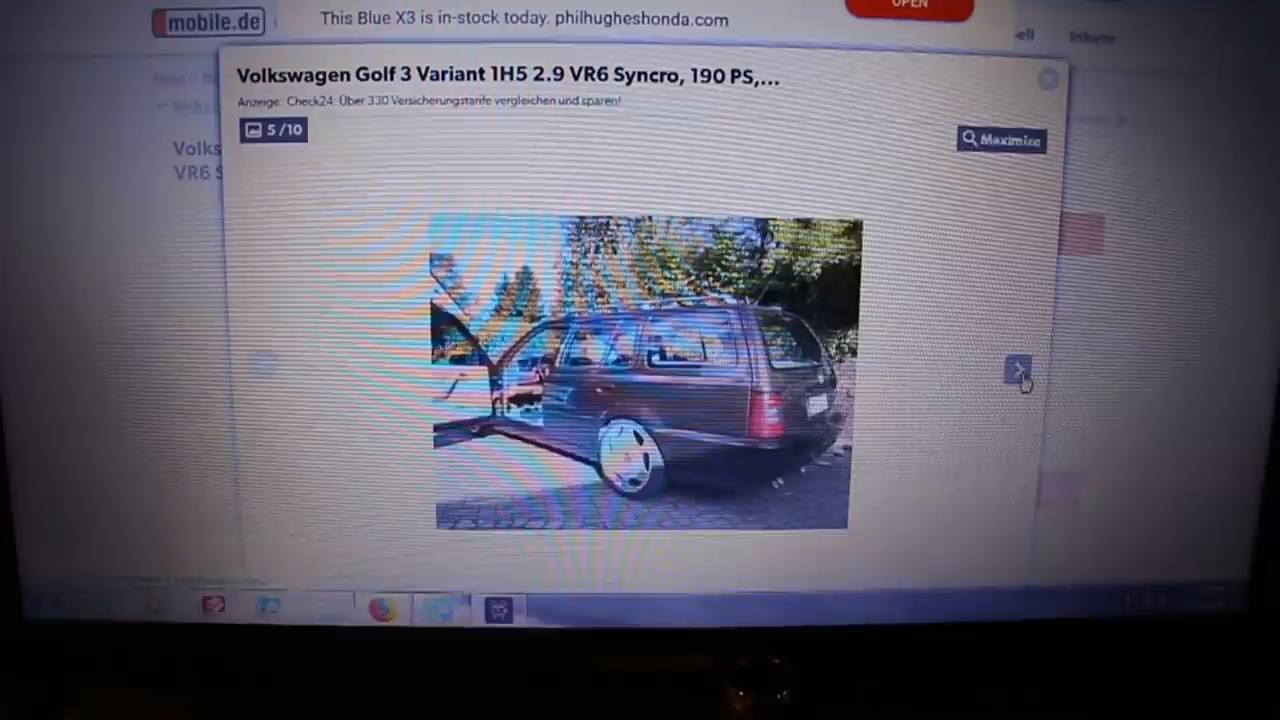 OPEN
mobile.de
This Blue X3 is in-stock today. philhugheshonda.com
Volkswagen Golf 3 Variant 1H5 2.9 VR6 Syncro, 190 PS,...
Anzeige: Check24: Über 330 Versicherungstarife vergleichen und sparen!
5/10
Maximize
Volks
VR6 S